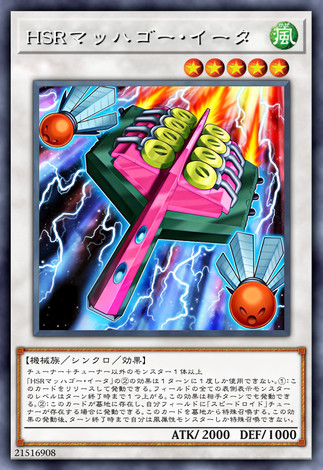 HSRマッハゴー・イータ
風
【機械族／シンクロ／効果】
チューナー＋チューナー以外のモンスター１体以上
「HSRマッハゴー・イータ」の②の効果は１ターンに１度しか使用できない。①：こ
のカードをリリースして発動できる。フィールドの全ての表側表示モンスター
のレベルはターン終了時まで１つ上がる。この効果は相手ターンでも発動でき
る。②：このカードが墓地に存在し、自分フィールドに「スピードロイド」チュー
ナーが存在する場合に発動できる。このカードを墓地から特殊召喚する。この効
果の発動後、ターン終了時まで自分は風属性モンスターしか特殊召喚できない。
ATK/ 2000 DEF/1000
21516908